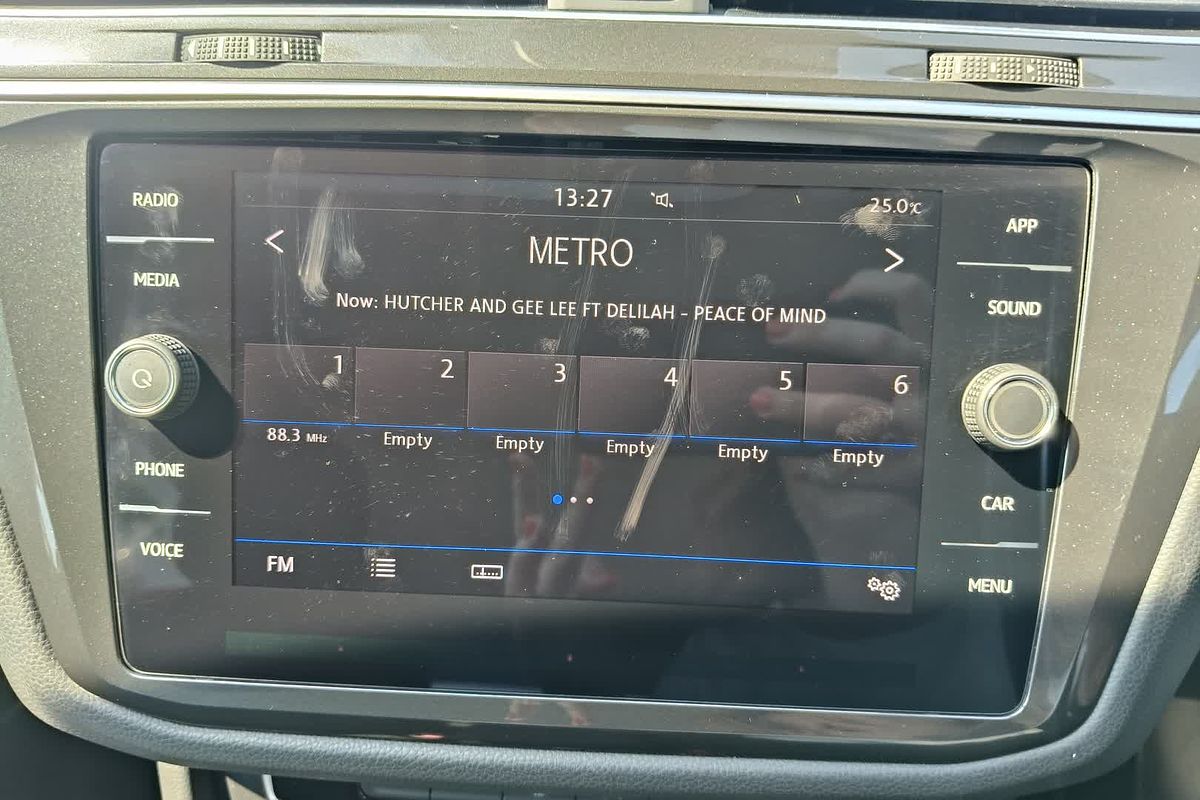 13:27 25.0°C
RADIO
APP
METRO
MEDIA
SOUND
Now: HUTCHER AND GEE LEE FT DELILAH - PEACE OF MIND
1 2 3 4 5 6
88.3 MHz Empty Empty Empty Empty Empty
PHONE
CAR
VOICE
FM
MENU